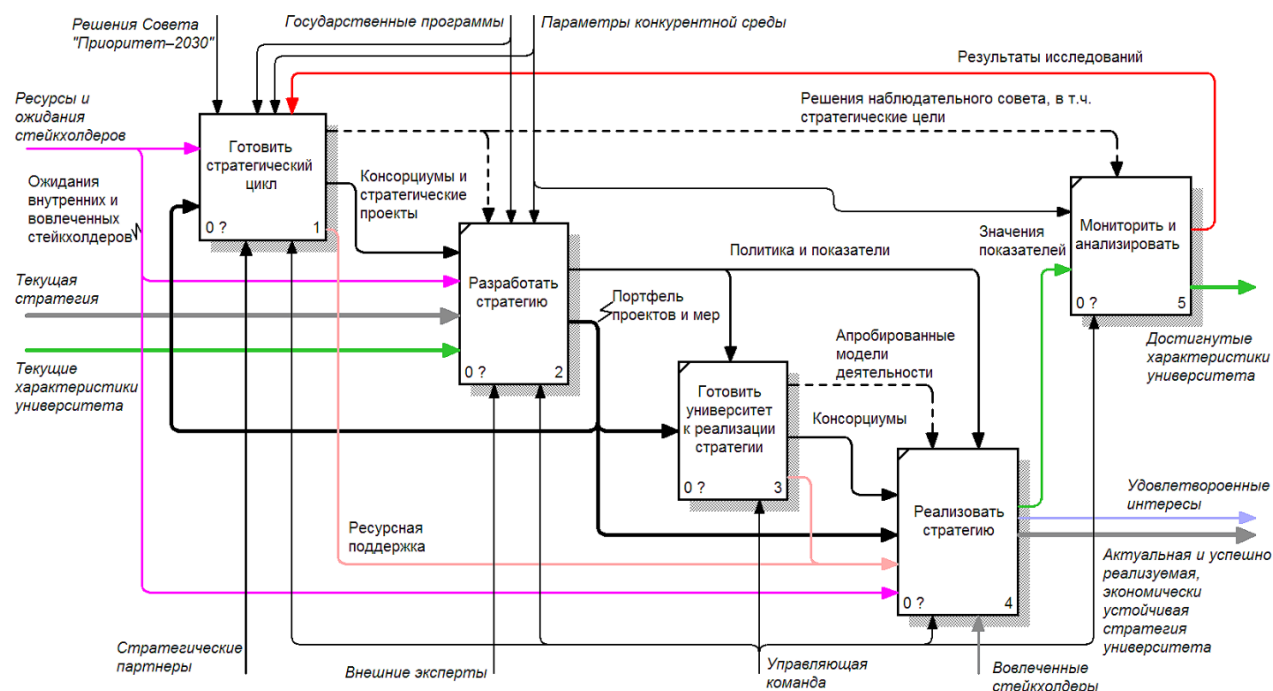 Решения Совета
"Приоритет–2030"
Государственные программы
Параметры конкурентной среды
Результаты исследований
Ресурсы и
ожидания
стейкхолдеров
Решения наблюдательного совета, в т.ч.
стратегические цели
Готовить
стратегический
цикл
0 ?
1
Ожидания
внутренних и
вовлеченных
стейкхолдеров
Консорциумы и
стратегические
проекты
Мониторить и
анализировать
0 ?
5
Значения
показателей
Политика и показатели
Разработать
стратегию
0 ?
2
Текущая
стратегия
Портфель
проектов и мер
Текущие
характеристики
университета
Апробированные
модели
деятельности
Достигнутые
характеристики
университета
Готовить
университет
к реализации
стратегии
0 ?
3
Консорциумы
Реализовать
стратегию
0 ?
4
Удовлетворенные
интересы
Ресурсная
поддержка
Актуальная и успешно
реализуемая,
экономически
устойчивая
стратегия
университета
Стратегические
партнеры
Внешние эксперты
Управляющая
команда
Вовлеченные
стейкхолдеры